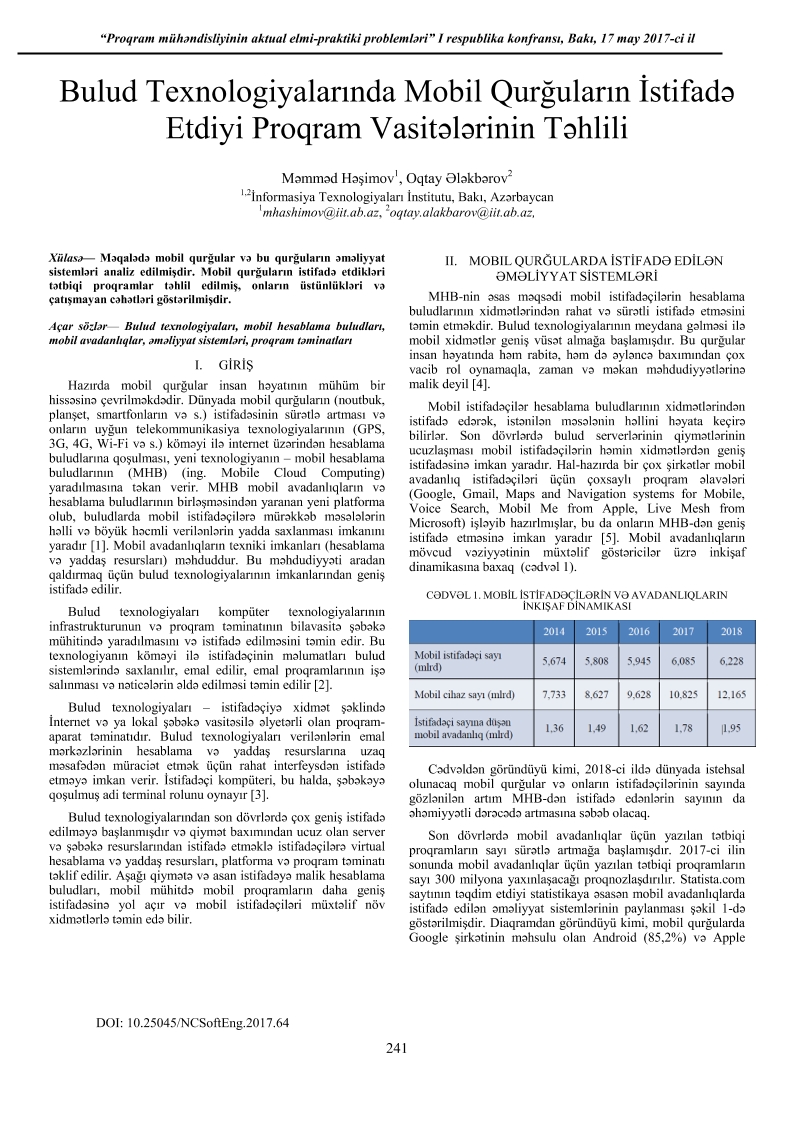 “Proqram mühəndisliyinin aktual elmi-praktiki problemləri” I respublika konfransı, Bakı, 17 may 2017-ci il
Bulud Texnologiyalarında Mobil Qurğuların İstifadə
Etdiyi Proqram Vasitələrinin Təhlili
Məmməd Həşimov1, Oqtay Ələkbərov2
1,2İnformasiya Texnologiyaları İnstitutu, Bakı, Azərbaycan
1mhashimov@iit.ab.az, 2oqtay.alakbarov@iit.ab.az,
Xülasə— Məqalədə mobil qurğular və bu qurğuların əməliyyat
sistemləri analiz edilmişdir. Mobil qurğuların istifadə etdikləri
tətbiqi proqramlar təhlil edilmiş, onların üstünlükləri və
çatışmayan cəhətləri göstərilmişdir.
Açar sözlər— Bulud texnologiyaları, mobil hesablama buludları,
mobil avadanlıqlar, əməliyyat sistemləri, proqram təminatları
I. GİRİŞ
Hazırda mobil qurğular insan həyatının mühüm bir
hissəsinə çevrilməkdədir. Dünyada mobil qurğuların (noutbuk,
planşet, smartfonların və s.) istifadəsinin sürətlə artması və
onların uyğun telekommunikasiya texnologiyalarının (GPS,
3G, 4G, Wi-Fi və s.) köməyi ilə internet üzərindən hesablama
buludlarına qoşulması, yeni texnologiyanın – mobil hesablama
buludlarının (MHB) (ing. Mobile Cloud Computing)
yaradılmasına təkan verir. MHB mobil avadanlıqların və
hesablama buludlarının birləşməsindən yaranan yeni platforma
olub, buludlarda mobil istifadəçilərə mürəkkəb məsələlərin
həlli və böyük həcmli verilənlərin yadda saxlanması imkanını
yaradır [1]. Mobil avadanlıqların texniki imkanları (hesablama
və yaddaş resursları) məhduddur. Bu məhdudiyyəti aradan
qaldırmaq üçün bulud texnologiyalarının imkanlarından geniş
istifadə edilir.
Bulud texnologiyaları kompüter texnologiyalarının
infrastrukturunun və proqram təminatının bilavasitə şəbəkə
mühitində yaradılmasını və istifadə edilməsini təmin edir. Bu
texnologiyanın köməyi ilə istifadəçinin məlumatları bulud
sistemlərində saxlanılır, emal edilir, emal proqramlarının işə
salınması və nəticələrin əldə edilməsi təmin edilir [2].
Bulud texnologiyaları – istifadəçiyə xidmət şəklində
İnternet və ya lokal şəbəkə vasitəsilə əlyetərli olan proqram-
aparat təminatıdır. Bulud texnologiyaları verilənlərin emal
mərkəzlərinin hesablama və yaddaş resurslarına uzaq
məsafədən müraciət etmək üçün rahat interfeysdən istifadə
etməyə imkan verir. İstifadəçi kompüteri, bu halda, şəbəkəyə
qoşulmuş adi terminal rolunu oynayır [3].
Bulud texnologiyalarından son dövrlərdə çox geniş istifadə
edilməyə başlanmışdır və qiymət baxımından ucuz olan server
və şəbəkə resurslarından istifadə etməklə istifadəçilərə virtual
hesablama və yaddaş resursları, platforma və proqram təminatı
təklif edilir. Aşağı qiymətə və asan istifadəyə malik hesablama
buludları, mobil mühitdə mobil proqramların daha geniş
istifadəsinə yol açır və mobil istifadəçiləri müxtəlif növ
xidmətlərlə təmin edə bilir.
II. MOBIL QURĞULARDA İSTİFADƏ EDİLƏN
ƏMƏLİYYAT SİSTEMLƏRİ
MHB-nin əsas məqsədi mobil istifadəçilərin hesablama
buludlarının xidmətlərindən rahat və sürətli istifadə etməsini
təmin etməkdir. Bulud texnologiyalarının meydana gəlməsi ilə
mobil xidmətlər geniş vüsət almağa başlamışdır. Bu qurğular
insan həyatında həm rabitə, həm də əyləncə baxımından çox
vacib rol oynamaqla, zaman və məkan məhdudiyyətlərinə
malik deyil [4].
Mobil istifadəçilər hesablama buludlarının xidmətlərindən
istifadə edərək, istənilən məsələnin həllini həyata keçirə
bilirlər. Son dövrlərdə bulud serverlərinin qiymətlərinin
ucuzlaşması mobil istifadəçilərin həmin xidmətlərdən geniş
istifadəsinə imkan yaradır. Hal-hazırda bir çox şirkətlər mobil
avadanlıq istifadəçiləri üçün çoxsaylı proqram əlavələri
(Google, Gmail, Maps and Navigation systems for Mobile,
Voice Search, Mobil Me from Apple, Live Mesh from
Microsoft) işləyib hazırlmışlar, bu da onların MHB-dən geniş
istifadə etməsinə imkan yaradır [5]. Mobil avadanlıqların
mövcud vəziyyətinin müxtəlif göstəricilər üzrə inkişaf
dinamikasına baxaq (cədvəl 1).
CƏDVƏL 1. MOBİL İSTİFADƏÇİLƏRİN VƏ AVADANLIQLARIN
İNKIŞAF DİNAMIKASI
2014 2015 2016 2017 2018
Mobil istifadəçi sayı
(mlrd) 5,674 5,808 5,945 6,085 6,228
Mobil cihaz sayı (mlrd) 7,733 8,627 9,628 10,825 12,165
İstifadəçi sayına düşən
mobil avadanlıq (mlrd) 1,36 1,49 1,62 1,78 |1,95
Cədvəldən göründüyü kimi, 2018-ci ildə dünyada istehsal
olunacaq mobil qurğular və onların istifadəçilərinin sayında
gözlənilən artım MHB-dən istifadə edənlərin sayının da
əhəmiyyətli dərəcədə artmasına səbəb olacaq.
Son dövrlərdə mobil avadanlıqlar üçün yazılan tətbiqi
proqramların sayı sürətlə artmağa başlamışdır. 2017-ci ilin
sonunda mobil avadanlıqlar üçün yazılan tətbiqi proqramların
sayı 300 milyona yaxınlaşacağı proqnozlaşdırılır. Statista.com
saytının təqdim etdiyi statistikaya əsasən mobil avadanlıqlarda
istifadə edilən əməliyyat sistemlərinin paylanması şəkil 1-də
göstərilmişdir. Diaqramdan göründüyü kimi, mobil qurğularda
Google şirkətinin məhsulu olan Android (85,2%) və Apple
DOI: 10.25045/NCSoftEng.2017.64
241